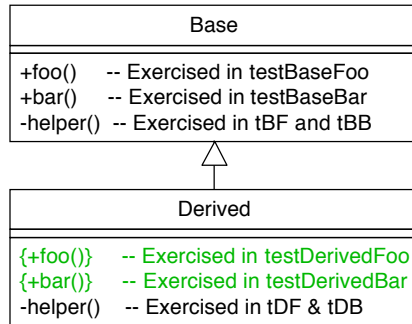 Base
+foo() -- Exercised in testBaseFoo
+bar() -- Exercised in testBaseBar
-helper() -- Exercised in tBF and tBB
Derived
{+foo()} -- Exercised in testDerivedFoo
{+bar()} -- Exercised in testDerivedBar
-helper() -- Exercised in tDF & tDB